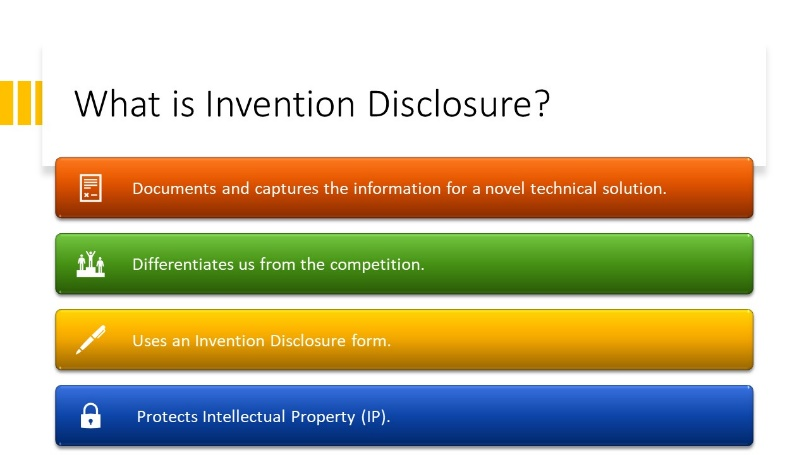 What is Invention Disclosure?
Documents and captures the information for a novel technical solution.
Differentiates us from the competition.
Uses an Invention Disclosure form.
Protects Intellectual Property (IP).